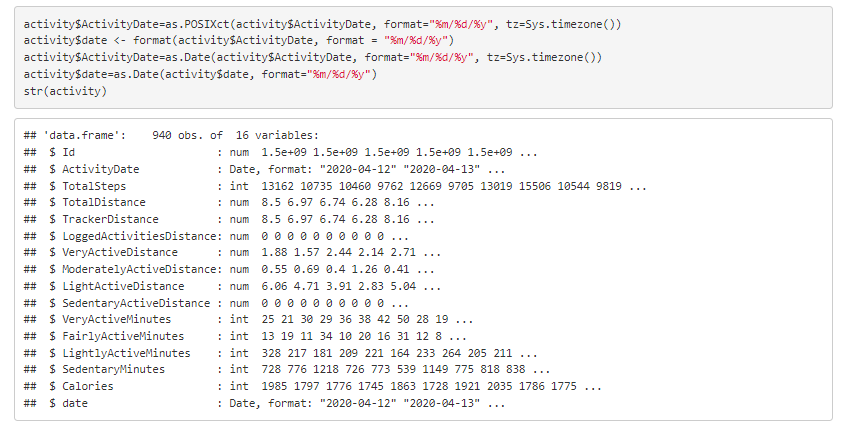 activity$ActivityDate=as.POSIXct(activity$ActivityDate, format="%m/%d/%y", tz=Sys.timezone())
activity$date <- format(activity$ActivityDate, format = "%m/%d/%y")
activity$ActivityDate=as.Date(activity$ActivityDate, format="%m/%d/%y", tz=Sys.timezone())
activity$date=as.Date(activity$date, format="%m/%d/%y")
str(activity)
## 'data.frame':    940 obs. of  16 variables:
##  $ Id                      : num  1.5e+09 1.5e+09 1.5e+09 1.5e+09 1.5e+09 ...
##  $ ActivityDate            : Date, format: "2020-04-12" "2020-04-13" ...
##  $ TotalSteps              : int  13162 10735 10460 9762 12669 9705 13019 15506 10544 9819 ...
##  $ TotalDistance           : num  8.5 6.97 6.74 6.28 8.16 ...
##  $ TrackerDistance         : num  8.5 6.97 6.74 6.28 8.16 ...
##  $ LoggedActivitiesDistance: num  0 0 0 0 0 0 0 0 0 0 ...
##  $ VeryActiveDistance      : num  1.88 1.57 2.44 2.14 2.71 ...
##  $ ModeratelyActiveDistance: num  0.55 0.69 0.4 1.26 0.41 ...
##  $ LightActiveDistance     : num  6.06 4.71 3.91 2.83 5.04 ...
##  $ SedentaryActiveDistance : num  0 0 0 0 0 0 0 0 0 0 ...
##  $ VeryActiveMinutes       : int  25 21 30 29 36 38 42 50 28 19 ...
##  $ FairlyActiveMinutes     : int  13 19 11 34 10 20 16 31 12 8 ...
##  $ LightlyActiveMinutes    : int  328 217 181 209 221 164 233 264 205 211 ...
##  $ SedentaryMinutes        : int  728 776 1218 726 773 539 1149 775 818 838 ...
##  $ Calories                : int  1985 1797 1776 1745 1863 1728 1921 2035 1786 1775 ...
##  $ date                    : Date, format: "2020-04-12" "2020-04-13" ...